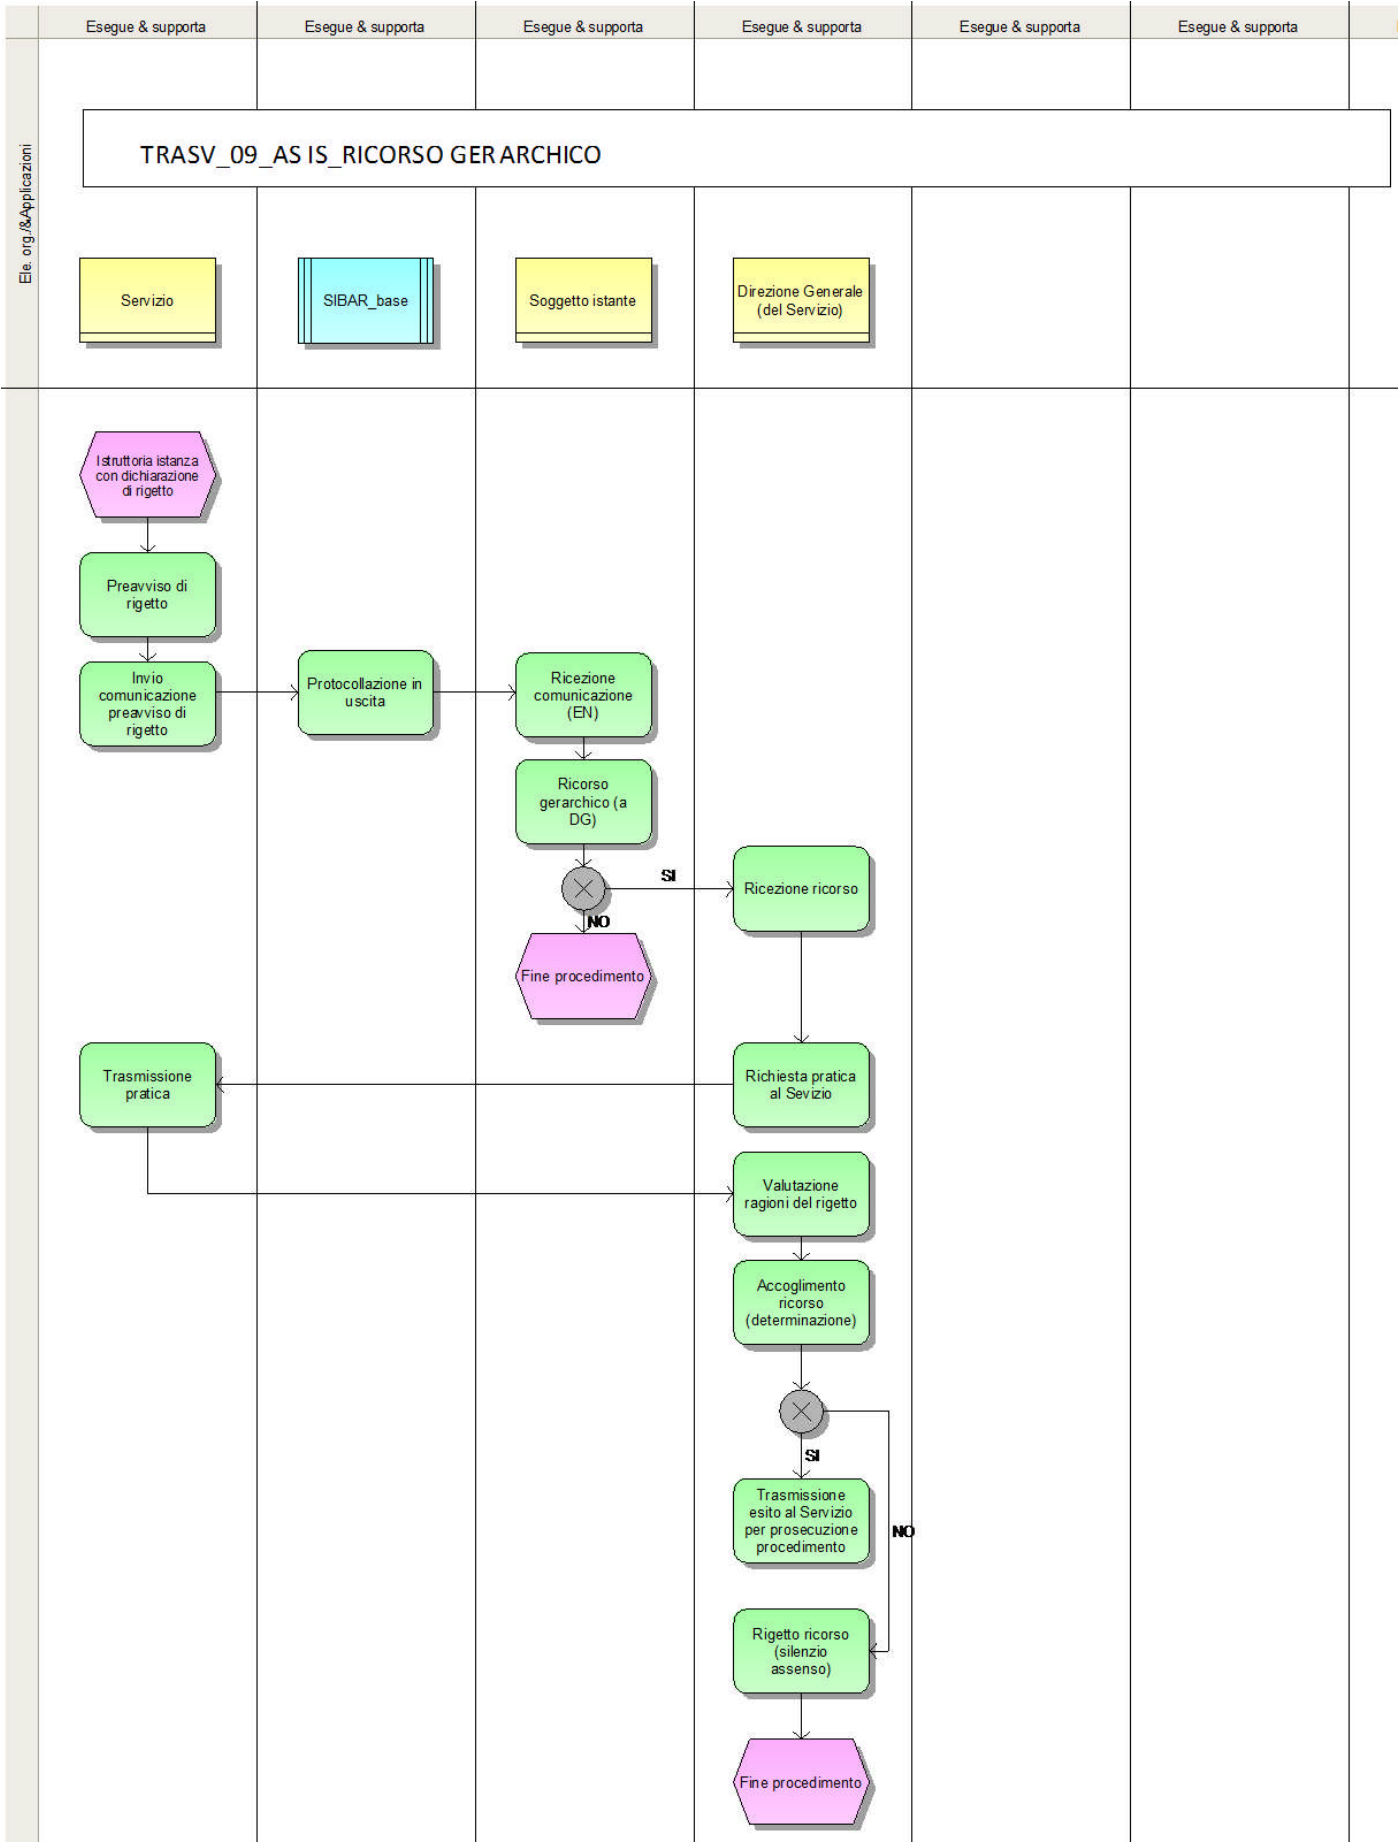 Esegue & supporta
Esegue & supporta
Esegue & supporta
Esegue & supporta
Esegue & supporta
Esegue & supporta
Ele. org./&Applicazioni
TRASV_09_AS IS_RICORSO GERARCHICO
Servizio
SIBAR_base
Soggetto istante
Direzione Generale
(del Servizio)
Istruttoria istanza
con dichiarazione
di rigetto
Preavviso di
rigetto
Invio
comunicazione
preavviso di
rigetto
Protocollazione in
uscita
Ricezione
comunicazione
(EN)
Ricorso
gerarchico (a
DG)
SI
Ricezione ricorso
NO
Fine procedimento
Trasmissione
pratica
Richiesta pratica
al Sevizio
Valutazione
ragioni del rigetto
Accoglimento
ricorso
(determinazione)
SI
Trasmissione
esito al Servizio
per prosecuzione
procedimento
NO
Rigetto ricorso
(silenzio
assenso)
Fine procedimento